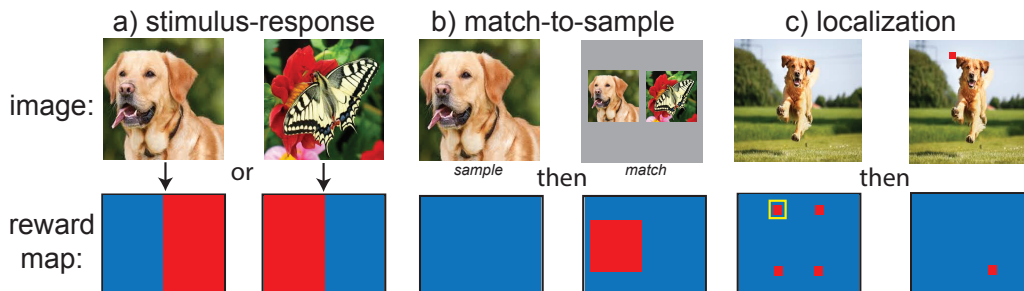 a) stimulus-response
b) match-to-sample
c) localization
image:
or
sample
then
match
then
reward
map: